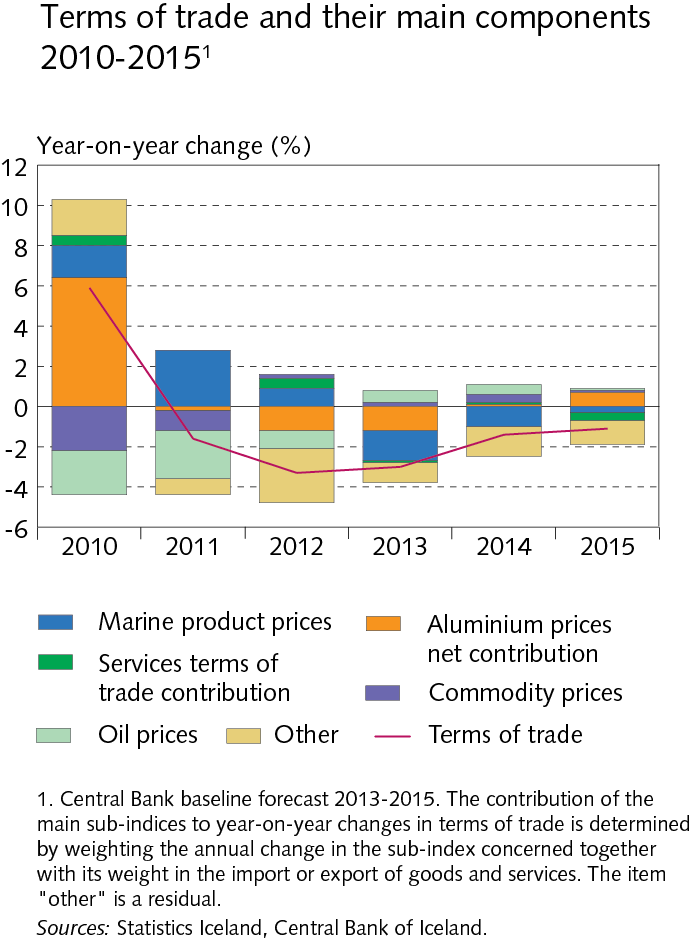 Terms of trade and their main components
2010-2015¹
Year-on-year change (%)
12
10
8
6
4
2
0
-2
-4
-6
2010 2011 2012 2013 2014 2015
Marine product prices
Aluminium prices
net contribution
Services terms of
trade contribution
Commodity prices
Oil prices
Other
Terms of trade
1. Central Bank baseline forecast 2013-2015. The contribution of the
main sub-indices to year-on-year changes in terms of trade is determined
by weighting the annual change in the sub-index concerned together
with its weight in the import or export of goods and services. The item
"other" is a residual.
Sources: Statistics Iceland, Central Bank of Iceland.